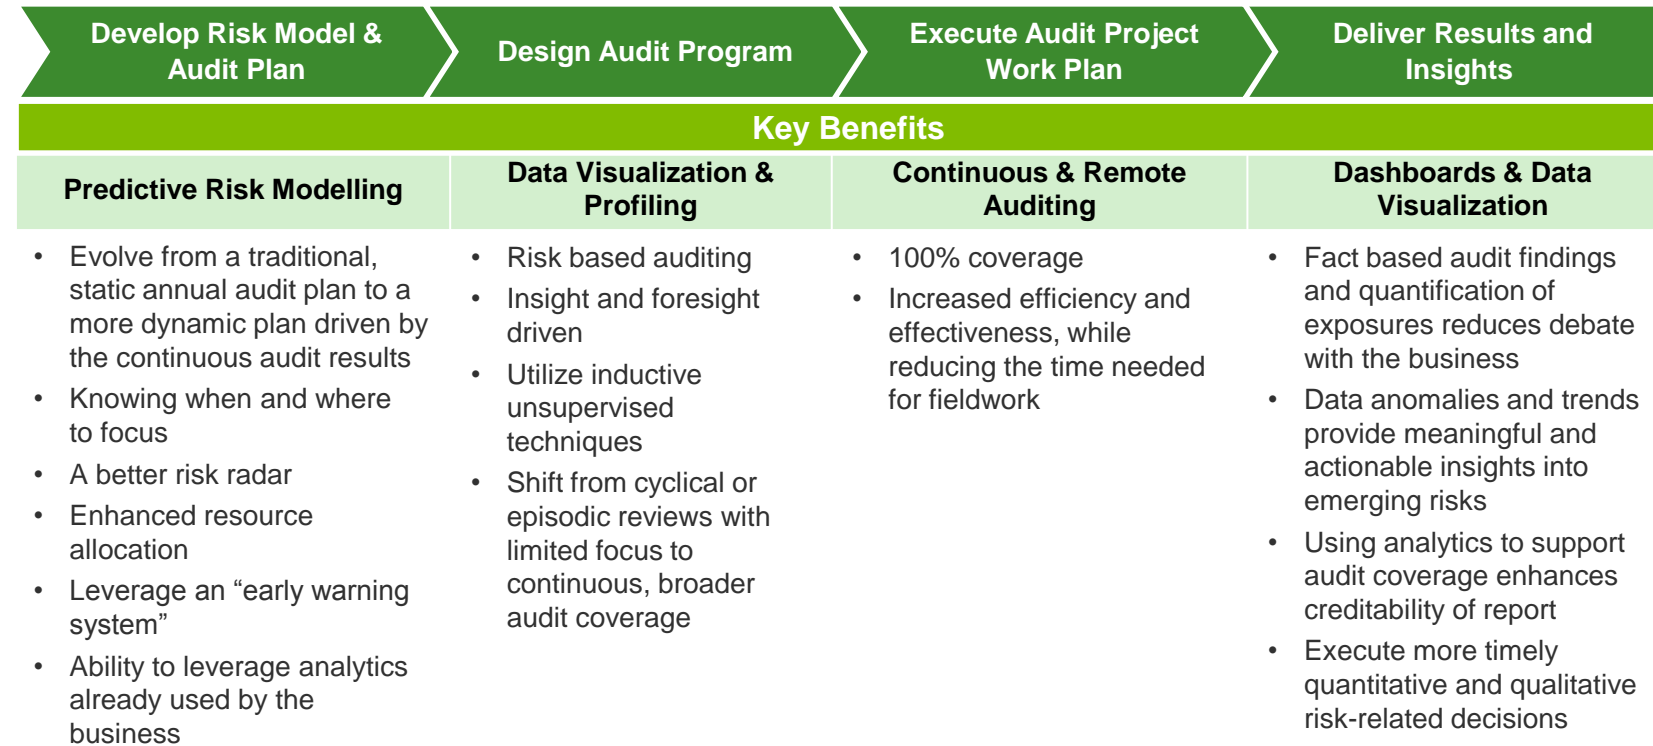 Develop Risk Model &
Audit Plan
Design Audit Program
Execute Audit Project
Work Plan
Deliver Results and
Insights
Key Benefits
Predictive Risk Modelling
Data Visualization &
Profiling
Continuous & Remote
Auditing
Dashboards & Data
Visualization
• Evolve from a traditional,
static annual audit plan to a
more dynamic plan driven by
the continuous audit results
• Knowing when and where
to focus
• A better risk radar
• Enhanced resource
allocation
• Leverage an “early warning
system”
• Ability to leverage analytics
already used by the
business
• Risk based auditing
• Insight and foresight
driven
• Utilize inductive
unsupervised
techniques
• Shift from cyclical or
episodic reviews with
limited focus to
continuous, broader
audit coverage
• 100% coverage
• Increased efficiency and
effectiveness, while
reducing the time needed
for fieldwork
• Fact based audit findings
and quantification of
exposures reduces debate
with the business
• Data anomalies and trends
provide meaningful and
actionable insights into
emerging risks
• Using analytics to support
audit coverage enhances
creditability of report
• Execute more timely
quantitative and qualitative
risk-related decisions